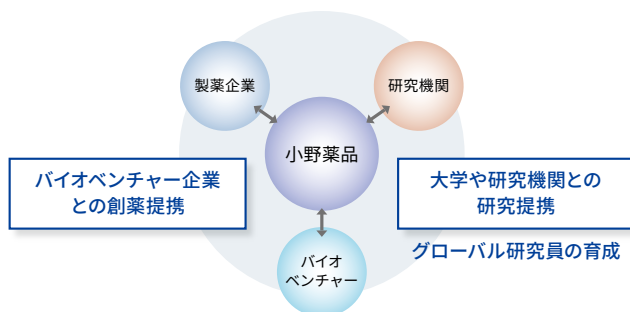 製薬企業
研究機関
小野薬品
バイオベンチャー企業
との創薬提携
大学や研究機関との
研究提携
グローバル研究員の育成
バイオ
ベンチャー